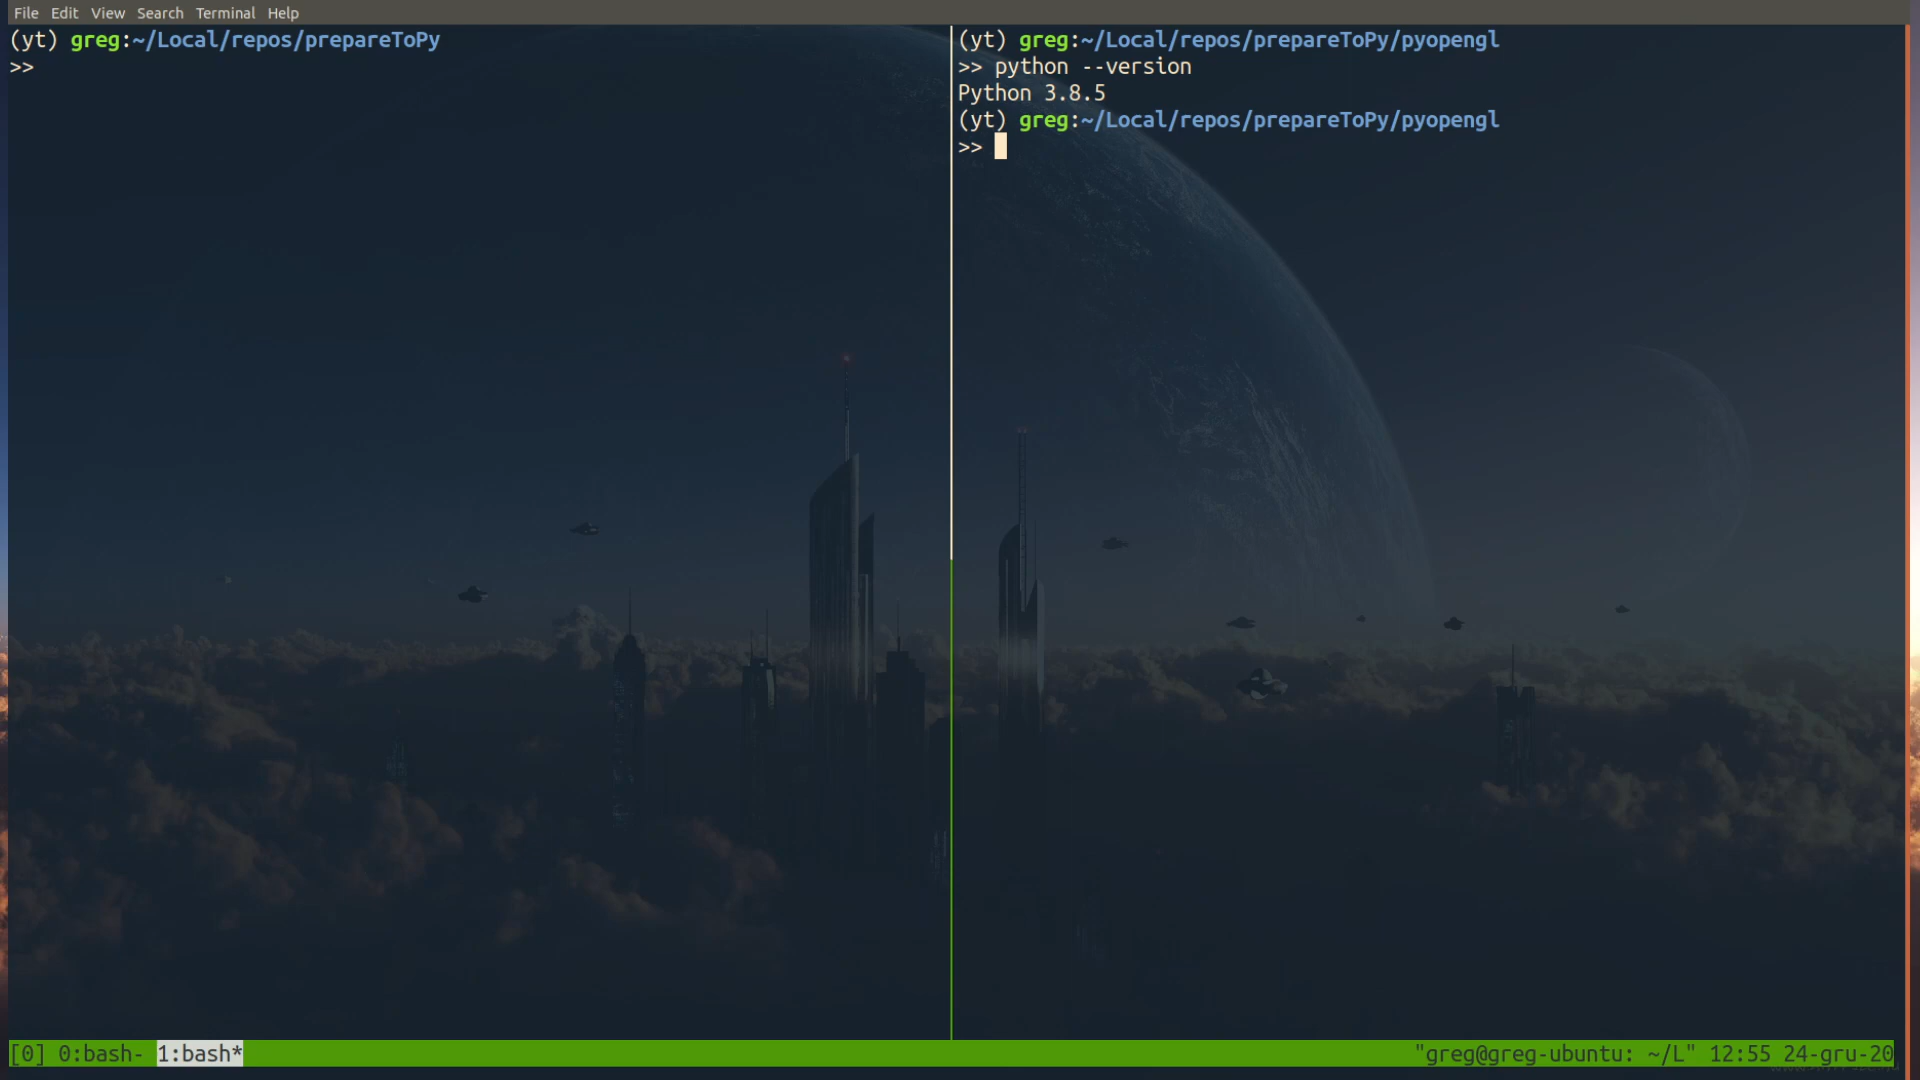 File Edit View Search Terminal Help
(yt) greg:~/Local/repos/prepareToPy
>>
(yt) greg:~/Local/repos/prepareToPy/pyopengl
>> python --version
Python 3.8.5
(yt) greg:~/Local/repos/prepareToPy/pyopengl
>>
[0] 0:bash- 1:bash*
"greg@greg-ubuntu: ~/L" 12:55 24-gru-20